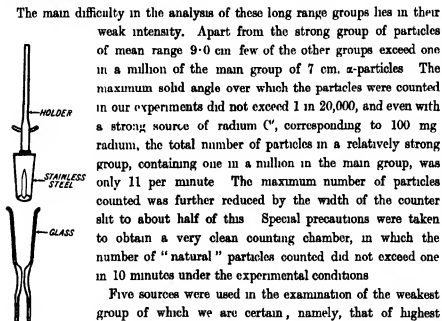 The main difficulty in the analysis of these long range groups lies in their
weak intensity. Apart from the strong group of particles
of mean range 9·0 cm few of the other groups exceed one
in a million of the main group of 7 cm. α-particles The
maximum solid angle over which the particles were counted
in our experiments did not exceed 1 in 20,000, and even with
a strong source of radium C′, corresponding to 100 mg
radium, the total number of particles in a relatively strong
group, containing one in a million in the main group, was
only 11 per minute The maximum number of particles
counted was further reduced by the width of the counter
slit to about half of this Special precautions were taken
to obtain a very clean counting chamber, in which the
number of "natural" particles counted did not exceed one
in 10 minutes under the experimental conditions
Five sources were used in the examination of the weakest
group of which we are certain, namely, that of highest
HOLDER
STAINLESS
STEEL
GLASS